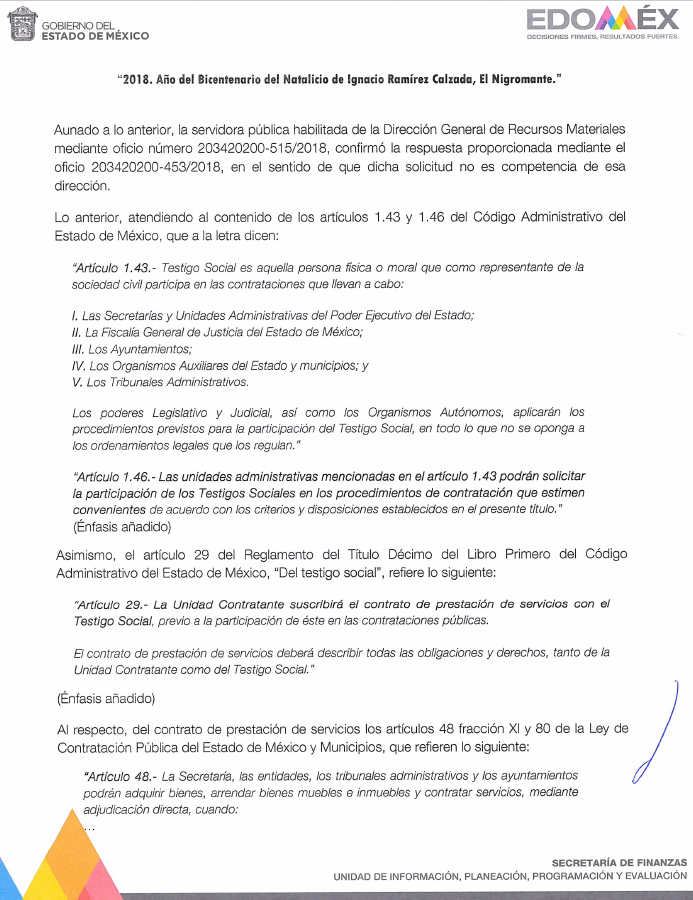 GOBIERNO DEL
ESTADO DE MÉXICO
EDOMÉX
DECISIONES FIRMES, RESULTADOS FUERTES.
"2018. Año del Bicentenario del Natalicio de Ignacio Ramírez Calzada, El Nigromante."
Aunado a lo anterior, la servidora pública habilitada de la Dirección General de Recursos Materiales
mediante oficio número 203420200-515/2018, confirmó la respuesta proporcionada mediante el
oficio 203420200-453/2018, en el sentido de que dicha solicitud no es competencia de esa
dirección.
Lo anterior, atendiendo al contenido de los artículos 1.43 y 1.46 del Código Administrativo del
Estado de México, que a la letra dicen:
"Artículo 1.43.- Testigo Social es aquella persona física o moral que como representante de la
sociedad civil participa en las contrataciones que llevan a cabo:
I. Las Secretarías y Unidades Administrativas del Poder Ejecutivo del Estado;
II. La Fiscalía General de Justicia del Estado de México;
III. Los Ayuntamientos;
IV. Los Organismos Auxiliares del Estado y municipios; y
V. Los Tribunales Administrativos.
Los poderes Legislativo y Judicial, así como los Organismos Autónomos, aplicarán los
procedimientos previstos para la participación del Testigo Social, en todo lo que no se oponga a
los ordenamientos legales que los regulan."
"Artículo 1.46.- Las unidades administrativas mencionadas en el artículo 1.43 podrán solicitar
la participación de los Testigos Sociales en los procedimientos de contratación que estimen
convenientes de acuerdo con los criterios y disposiciones establecidos en el presente título."
(Énfasis añadido)
Asimismo, el artículo 29 del Reglamento del Título Décimo del Libro Primero del Código
Administrativo del Estado de México, "Del testigo social", refiere lo siguiente:
"Artículo 29.- La Unidad Contratante suscribirá el contrato de prestación de servicios con el
Testigo Social, previo a la participación de éste en las contrataciones públicas.
El contrato de prestación de servicios deberá describir todas las obligaciones y derechos, tanto de la
Unidad Contratante como del Testigo Social."
(Énfasis añadido)
Al respecto, del contrato de prestación de servicios los artículos 48 fracción XI y 80 de la Ley de
Contratación Pública del Estado de México y Municipios, que refieren lo siguiente:
"Artículo 48.- La Secretaría, las entidades, los tribunales administrativos y los ayuntamientos
podrán adquirir bienes, arrendar bienes muebles e inmuebles y contratar servicios, mediante
adjudicación directa, cuando:
...
SECRETARÍA DE FINANZAS
UNIDAD DE INFORMACIÓN, PLANEACIÓN, PROGRAMACIÓN Y EVALUACIÓN